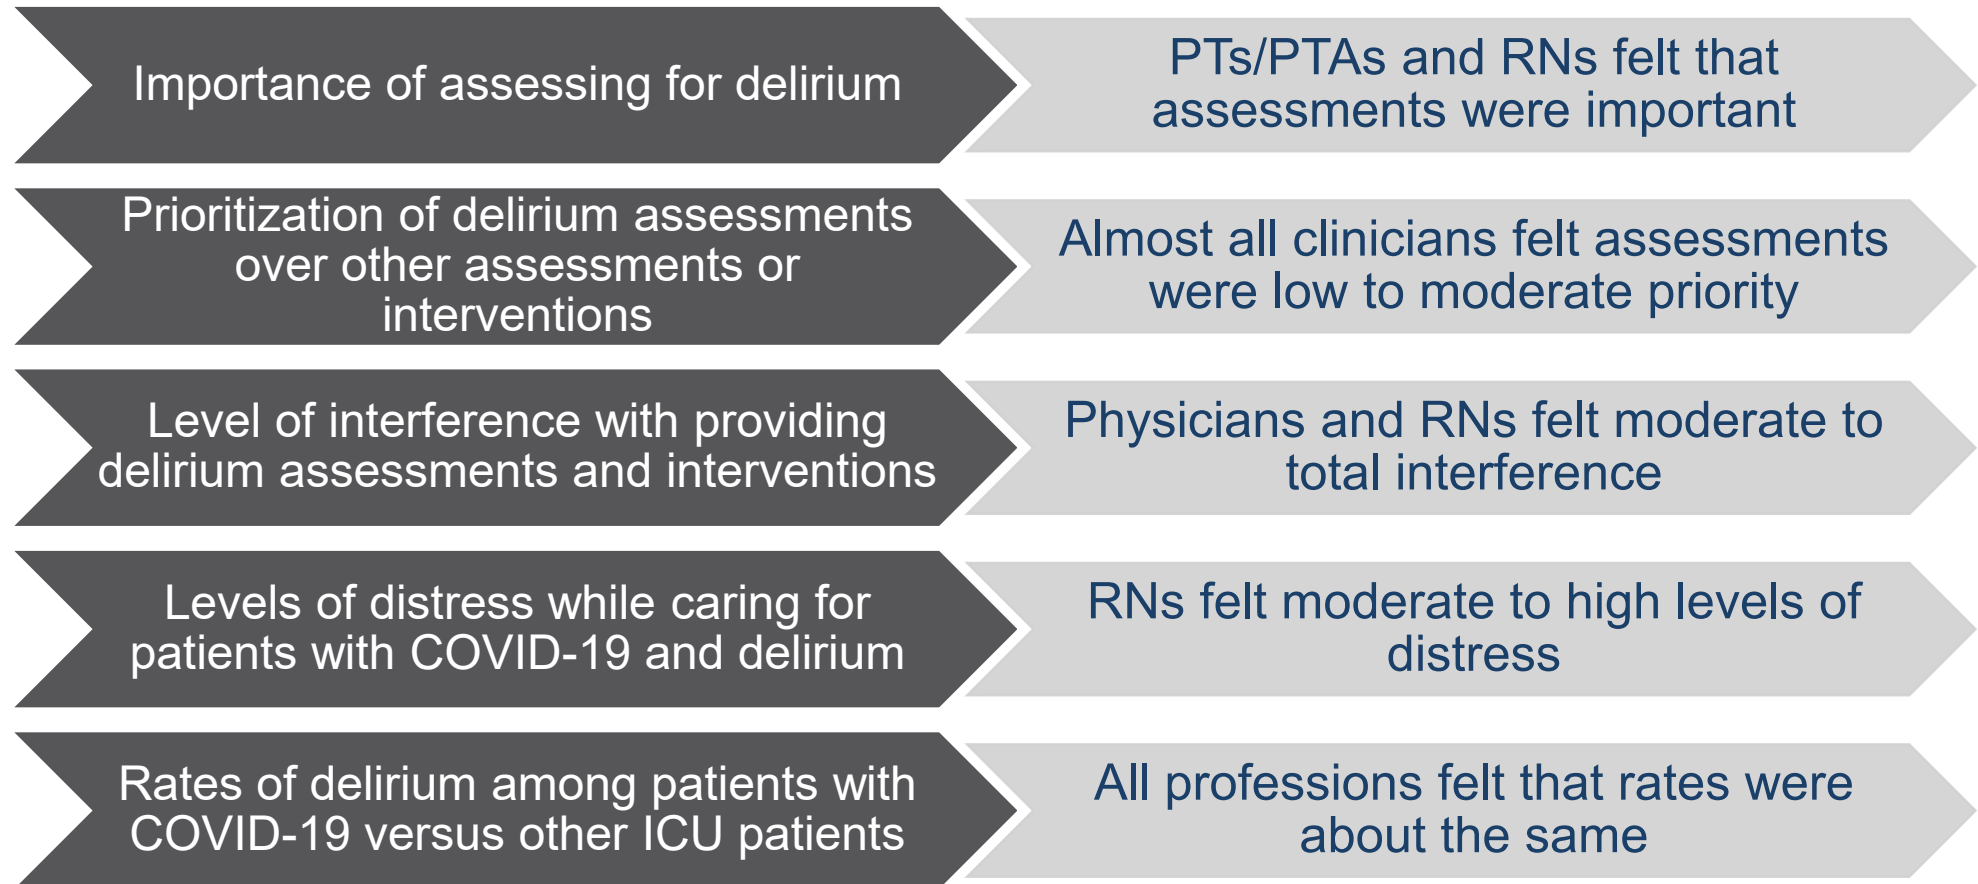 Importance of assessing for delirium
PTs/PTAs and RNs felt that
assessments were important
Prioritization of delirium assessments
over other assessments or
interventions
Almost all clinicians felt assessments
were low to moderate priority
Level of interference with providing
delirium assessments and interventions
Physicians and RNs felt moderate to
total interference
Levels of distress while caring for
patients with COVID-19 and delirium
RNs felt moderate to high levels of
distress
Rates of delirium among patients with
COVID-19 versus other ICU patients
All professions felt that rates were
about the same